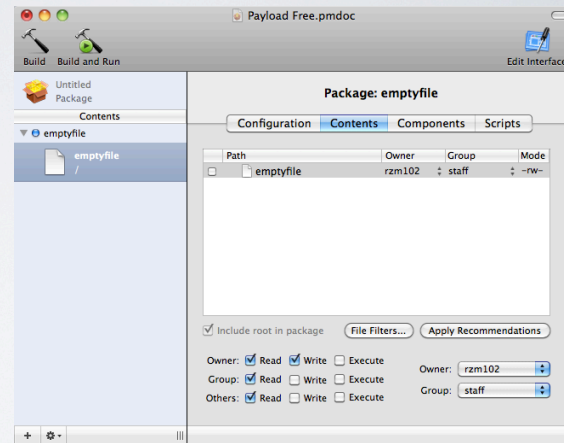 Payload Free.pmdoc
Build Build and Run Edit Interface
Untitled
Package
Contents
emptyfile
emptyfile
/
Package: emptyfile
Configuration Contents Components Scripts
Path Owner Group Mode
emptyfile rzm102 staff -rw-
Include root in package File Filters... Apply Recommendations
Owner: Read Write Execute
Group: Read Write Execute
Others: Read Write Execute
Owner: rzm102
Group: staff